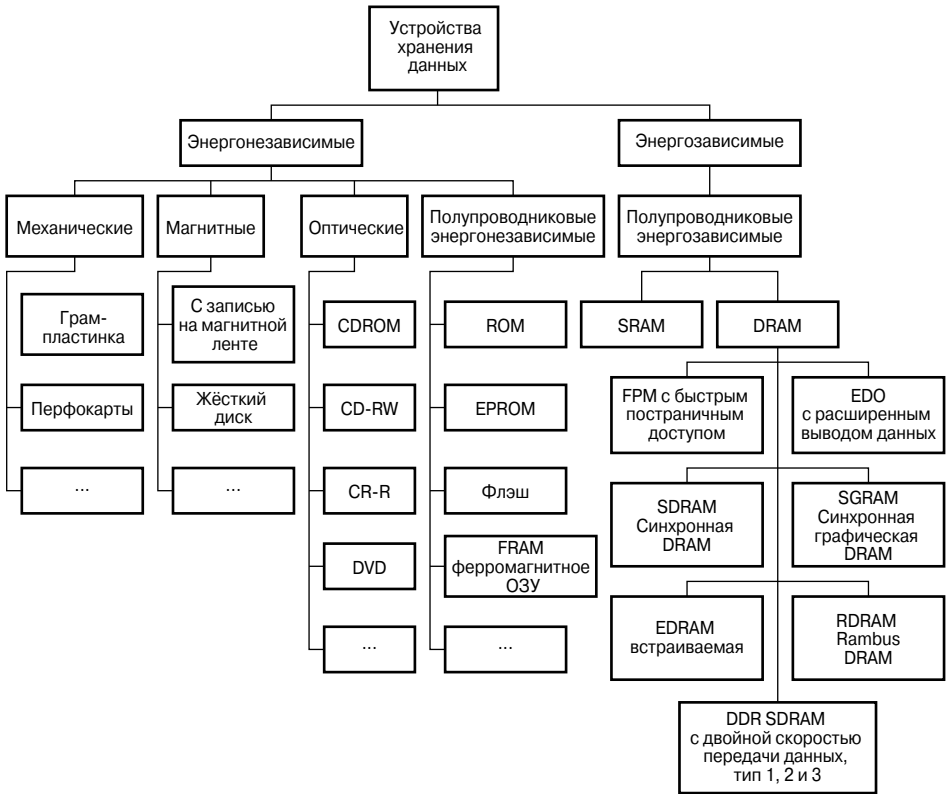 Устройства
хранения
данных
Энергонезависимые
Энергозависимые
Механические
Магнитные
Оптические
Полупроводниковые
энергонезависимые
Полупроводниковые
энергозависимые
Грам-
пластинка
Перфокарты
...
С записью
на магнитной
ленте
Жёсткий
диск
...
CDROM
CD-RW
CR-R
DVD
...
ROM
EPROM
Флэш
FRAM
ферромагнитное
ОЗУ
...
SRAM
DRAM
FPM с быстрым
постраничным
доступом
EDO
с расширенным
выводом данных
SDRAM
Синхронная
DRAM
SGRAM
Синхронная
графическая
DRAM
EDRAM
встраиваемая
RDRAM
Rambus
DRAM
DDR SDRAM
с двойной скоростью
передачи данных,
тип 1, 2 и 3